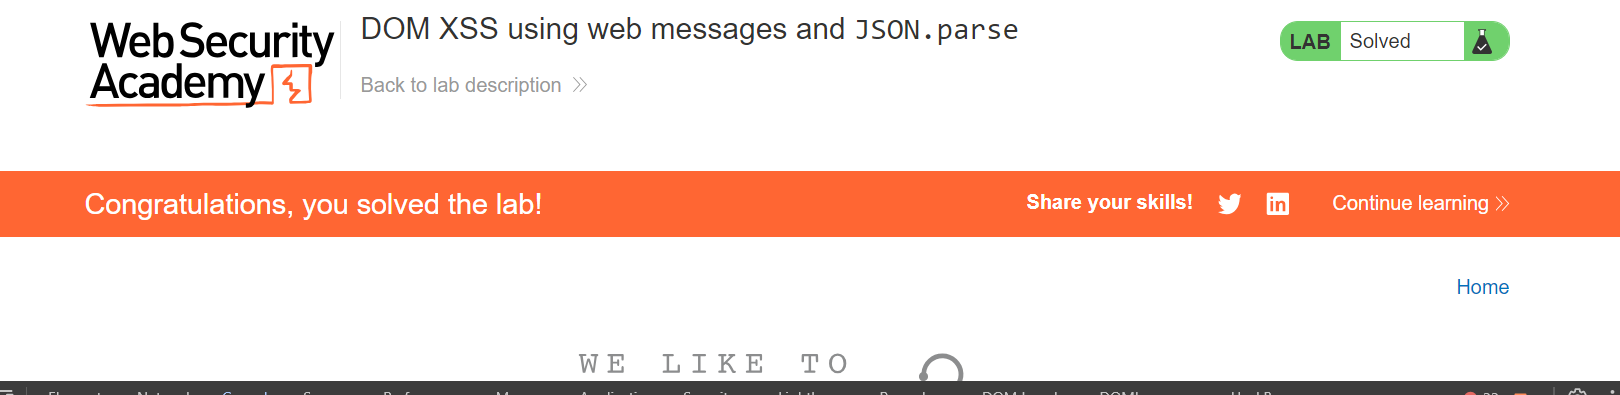 Web Security
Academy
DOM XSS using web messages and JSON.parse
Back to lab description
LAB Solved
Congratulations, you solved the lab!
Share your skills!
in
Continue learning
Home
WE LIKE TO